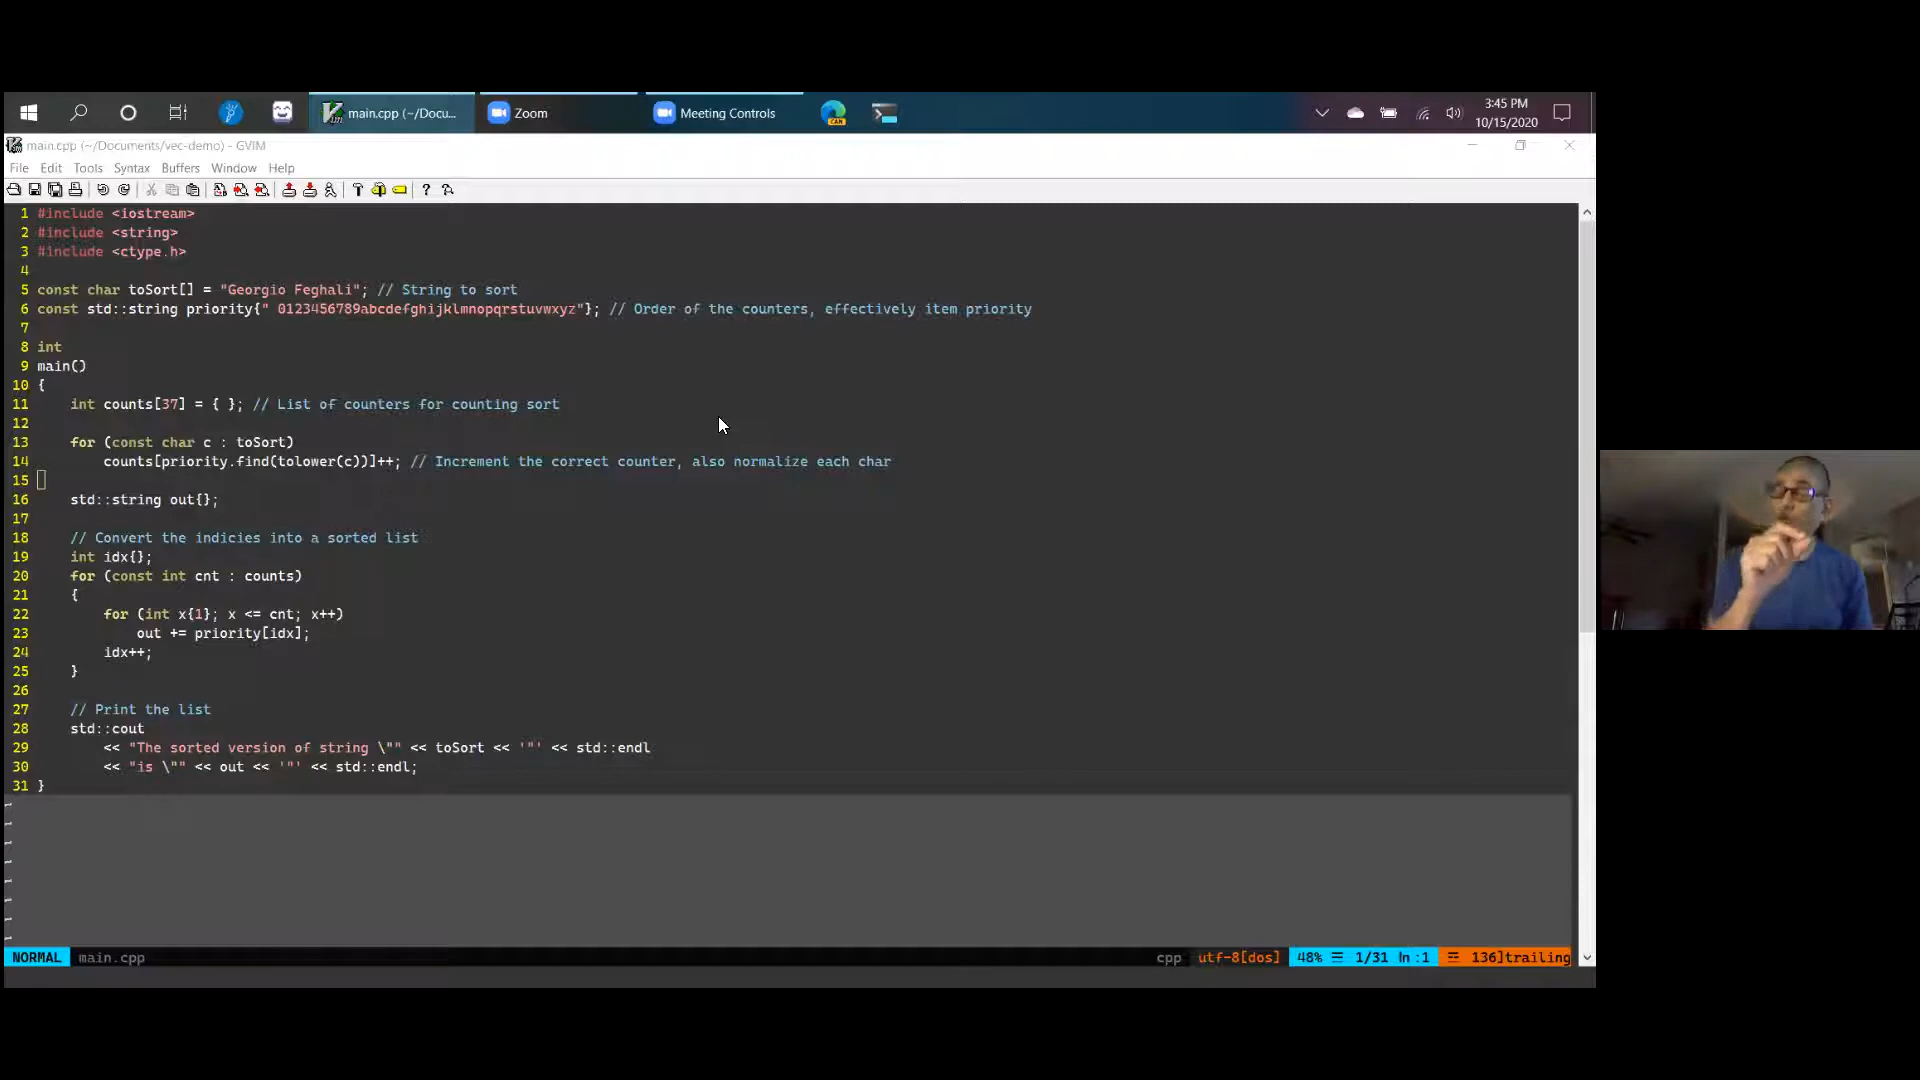 main.cpp (~/Docu...
Zoom
Meeting Controls
CAN
3:45 PM
10/15/2020
main.cpp (~/Documents/vec-demo) - GVIM
File Edit Tools Syntax Buffers Window Help
1 #include <iostream>
2 #include <string>
3 #include <ctype.h>
4
5 const char toSort[] = "Georgio Feghali"; // String to sort
6 const std::string priority{" 0123456789abcdefghijklmnopqrstuvwxyz"}; // Order of the counters, effectively item priority
7
8 int
9 main()
10 {
11     int counts[37] = { }; // List of counters for counting sort
12
13     for (const char c : toSort)
14         counts[priority.find(tolower(c))]++; // Increment the correct counter, also normalize each char
15
16     std::string out{};
17
18     // Convert the indicies into a sorted list
19     int idx{};
20     for (const int cnt : counts)
21     {
22         for (int x{1}; x <= cnt; x++)
23             out += priority[idx];
24         idx++;
25     }
26
27     // Print the list
28     std::cout
29         << "The sorted version of string \"" << toSort << '"' << std::endl
30         << "is \"" << out << '"' << std::endl;
31 }
~
~
~
~
~
~
~
~
NORMAL main.cpp cpp utf-8[dos] 48% ☰ 1/31 ln :1 ☲ 136]trailing